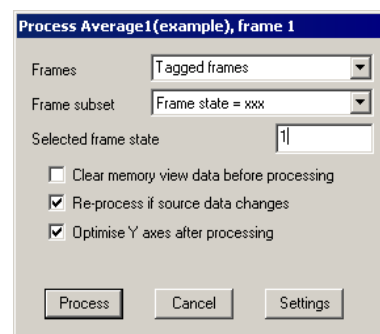 Process Average1(example), frame 1
Frames Tagged frames
Frame subset Frame state = xxx
Selected frame state 1
Clear memory view data before processing
Re-process if source data changes
Optimise Y axes after processing
Process Cancel Settings